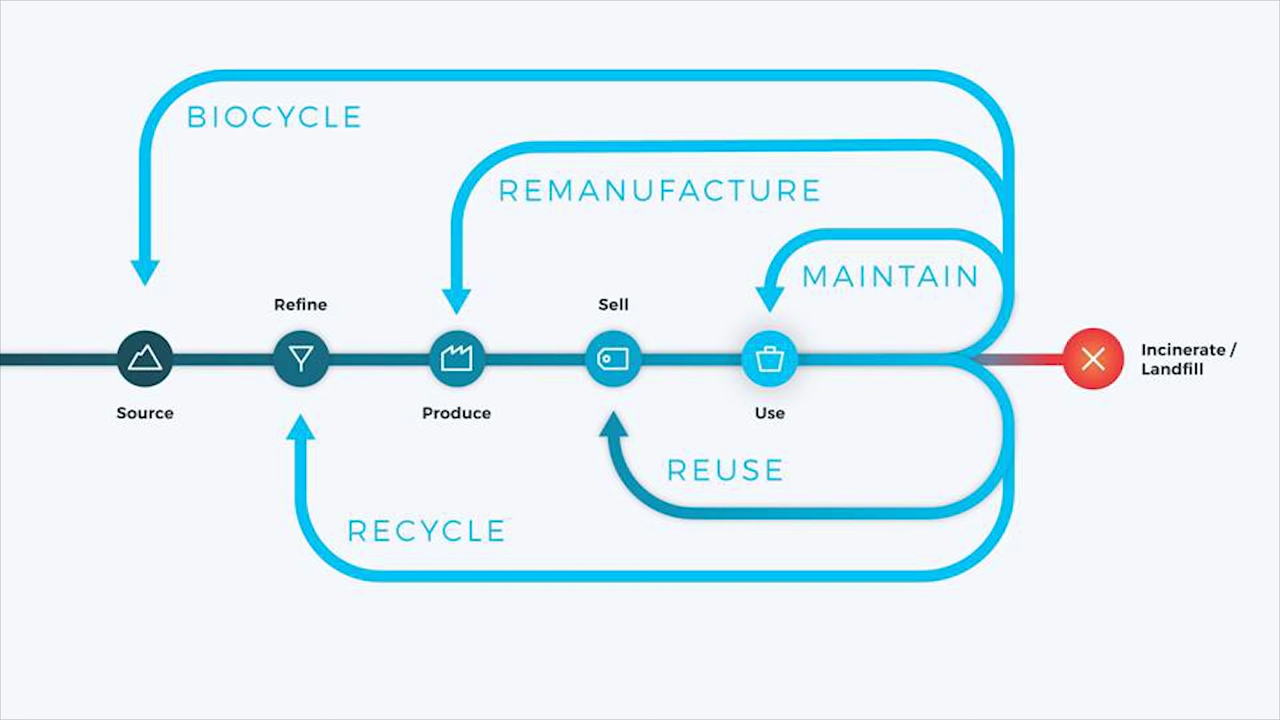 BIOCYCLE
REMANUFACTURE
MAINTAIN
Refine
Sell
Incinerate /
Landfill
Source
Produce
Use
REUSE
RECYCLE